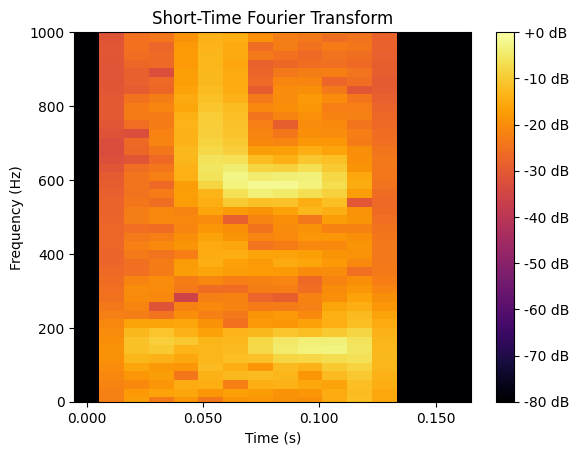 Short-Time Fourier Transform
1000
800
600
400
200
0
Frequency (Hz)
0.000
0.050
0.100
0.150
Time (s)
+0 dB
-10 dB
-20 dB
-30 dB
-40 dB
-50 dB
-60 dB
-70 dB
-80 dB